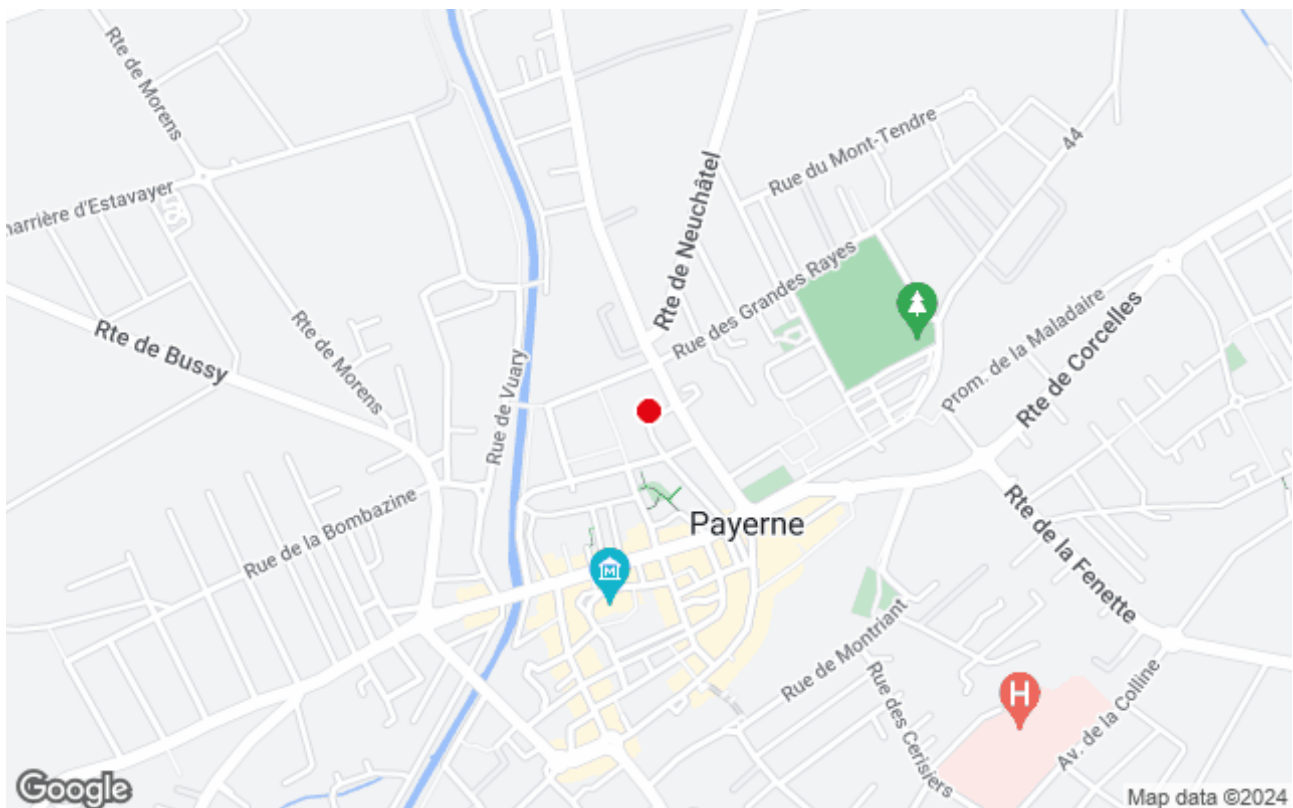 Rte de Morens
44
Rue du Mont-Tendre
Rte de Neuchâtel
harrière d'Estavayer
Rue des Grandes Rayes
Prom. de la Maladaire
Rte de Bussy
Rte de Morens
Rue de Vuary
Rte de Corcelles
Rue de la Bombazine
Payerne
Rte de la Fenette
M
Rue de Montriant
Rue des Cerisiers
H
Av. de la Colline
Google
Map data ©2024